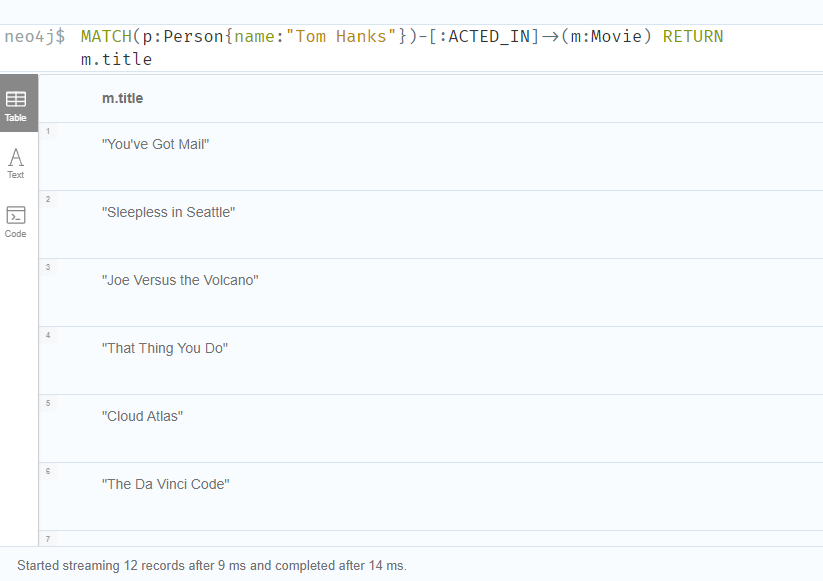 neo4j$ MATCH(p:Person{name:"Tom Hanks"})-[:ACTED_IN]->(m:Movie) RETURN
m.title
Table
Text
Code
m.title
1
"You've Got Mail"
2
"Sleepless in Seattle"
3
"Joe Versus the Volcano"
4
"That Thing You Do"
5
"Cloud Atlas"
6
"The Da Vinci Code"
7
Started streaming 12 records after 9 ms and completed after 14 ms.